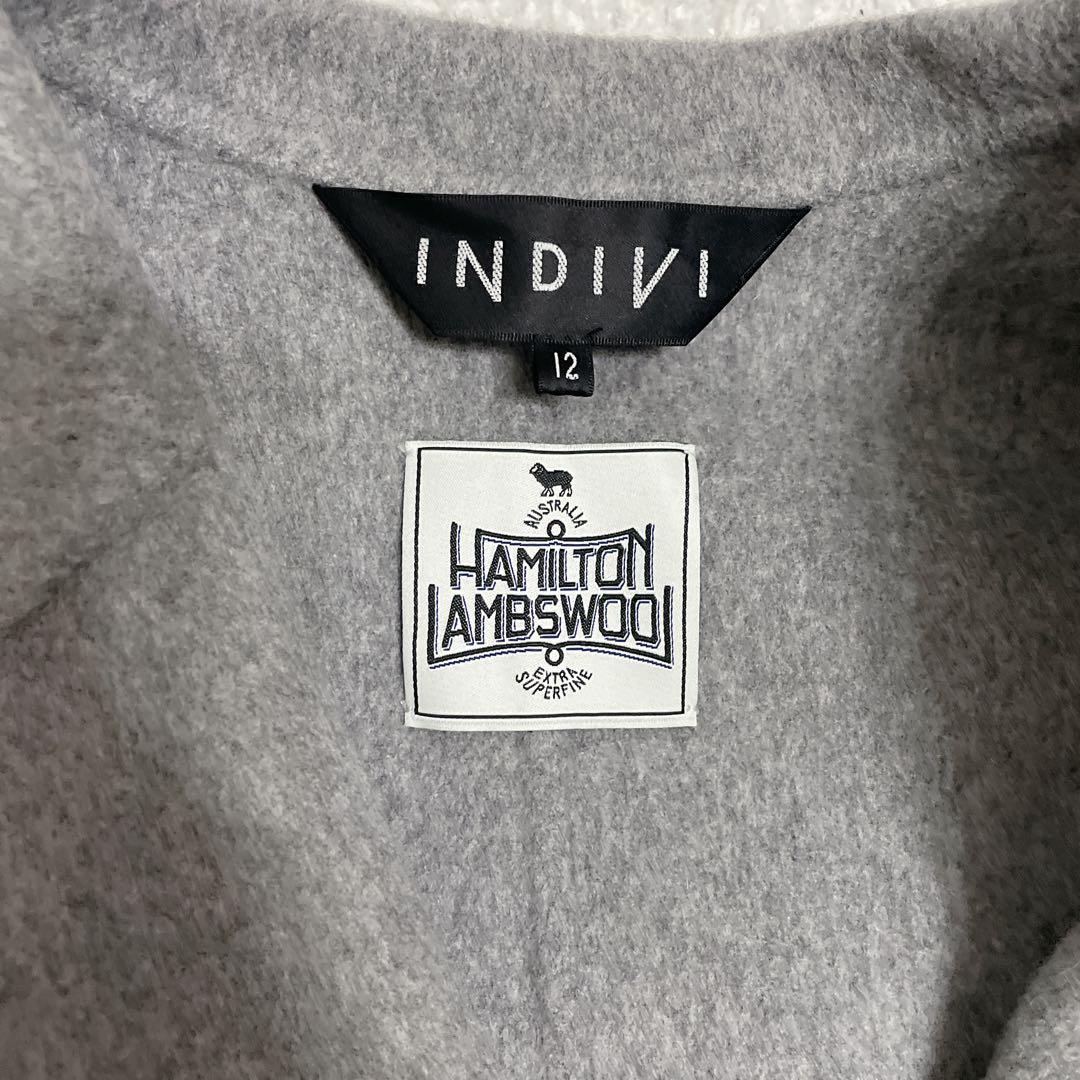 INDIVI
12
AUSTRALIA
HAMILTON
LAMBSWOOL
EXTRA
SUPERFINE